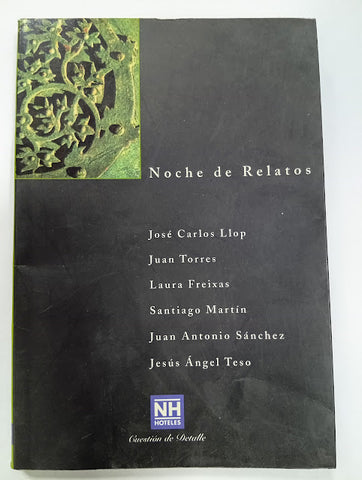 Noche de Relatos
José Carlos Llop
Juan Torres
Laura Freixas
Santiago Martín
Juan Antonio Sánchez
Jesús Ángel Teso
NH
HOTELES
Cuestión de Detalle